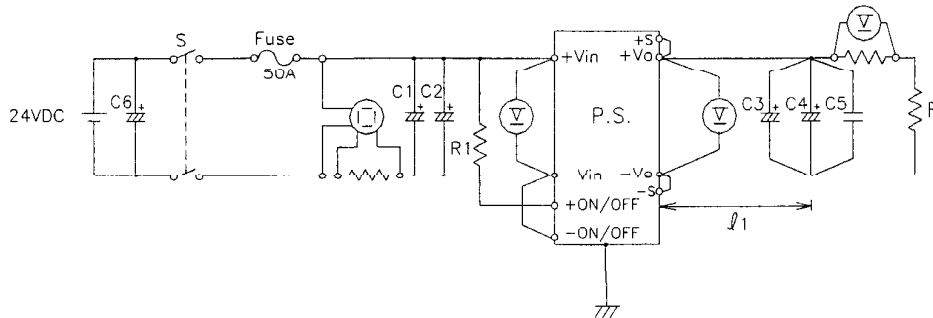 S
Fuse
50A
24VDC
C6
+
C1
+
C2
+
R1
V
+Vin
-Vin
+ON/OFF
-ON/OFF
P.S.
+S
+Vo
-Vo
-S
V
V
C3
+
C4
+
C5
R
ℓ1